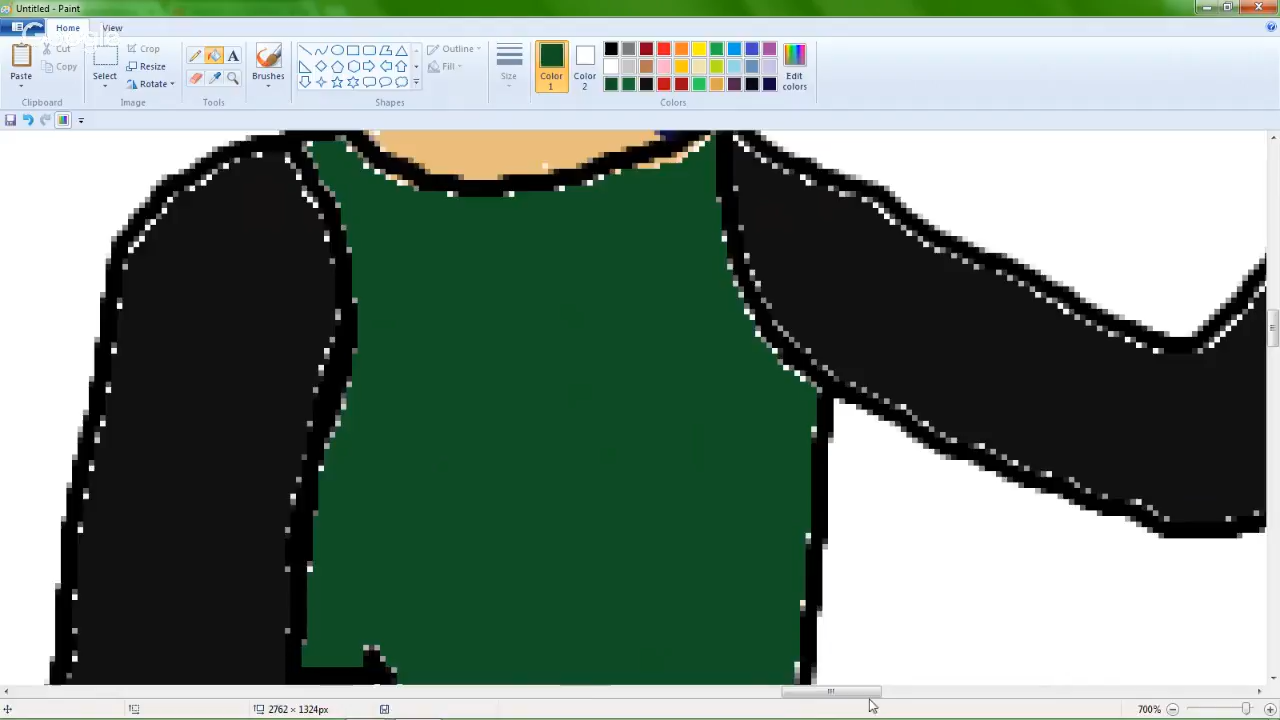 Untitled - Paint
Home
View
Paste
Cut
Copy
Clipboard
Select
Crop
Resize
Rotate
Image
Tools
Brushes
Shapes
Outline
Fill
Size
Color
1
Color
2
Colors
Edit
colors
2762 × 1324px
700%